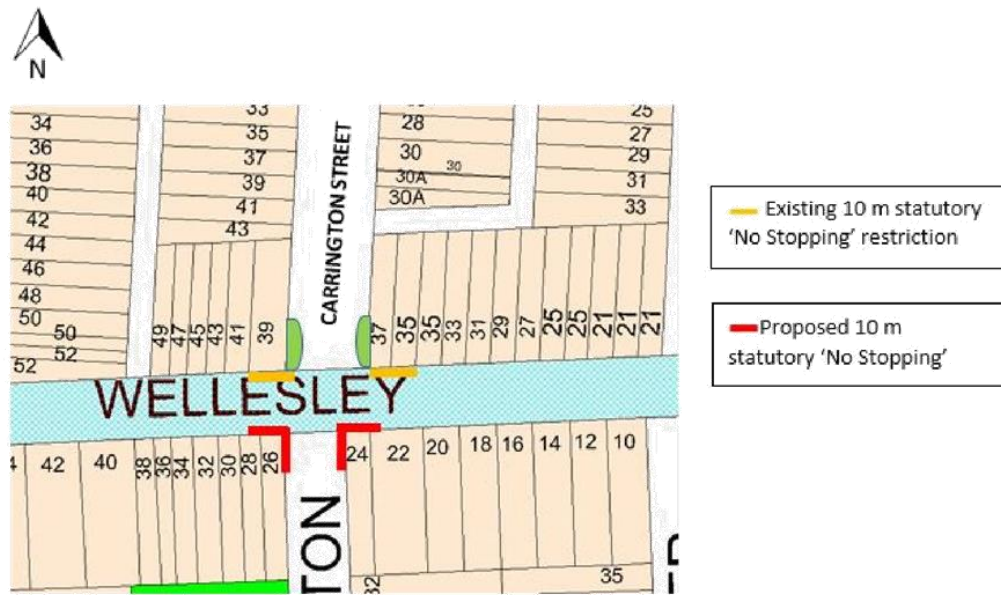 N
34
36
38
40
42
44
46
48
50
50
52
52
33
35
37
39
41
43
CARRINGTON STREET
28
30
30
30A
30A
25
27
29
31
33
49 47 45 43 41 39
37 35 35 33 31 29 27 25 25 21 21 21
WELLESLEY
42 40 38 36 34 32 30 28 26
24 22 20 18 16 14 12 10
TON
35
Existing 10 m statutory
‘No Stopping’ restriction
Proposed 10 m
statutory ‘No Stopping’